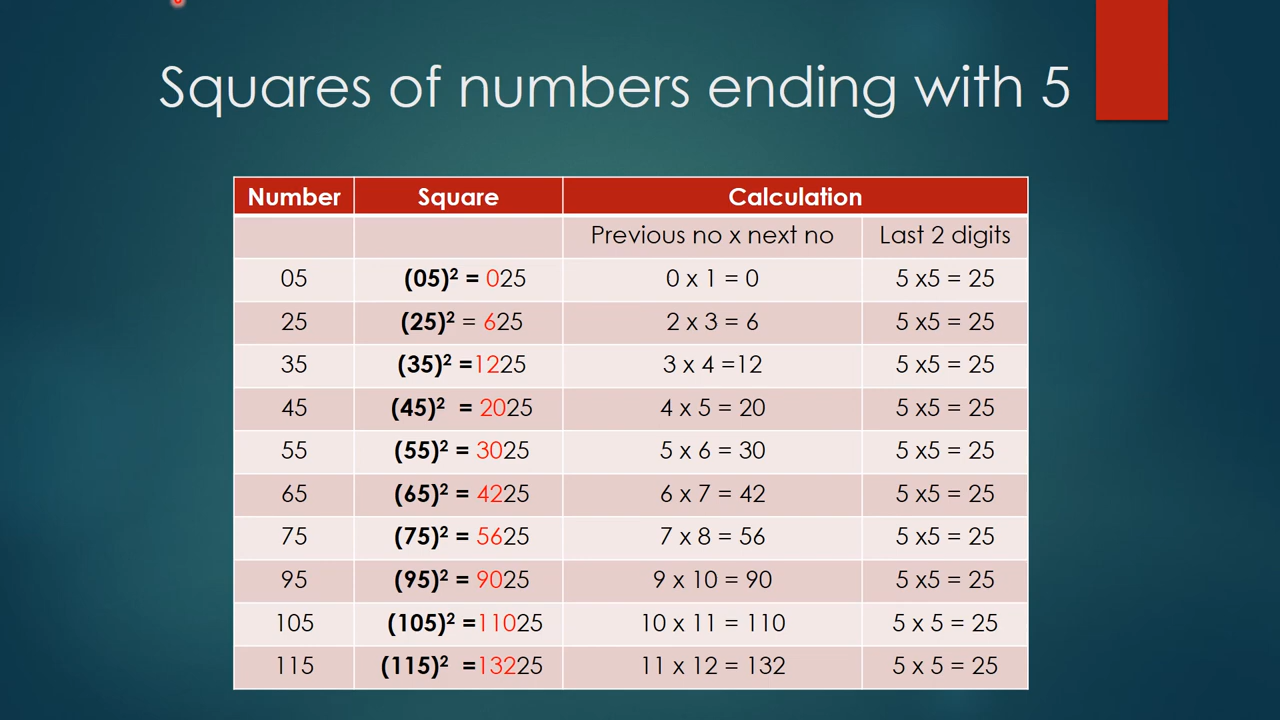 Squares of numbers ending with 5
Number Square Calculation
Previous no x next no Last 2 digits
05 (05)² = 025 0 x 1 = 0 5 x5 = 25
25 (25)² = 625 2 x 3 = 6 5 x5 = 25
35 (35)² =1225 3 x 4 =12 5 x5 = 25
45 (45)² = 2025 4 x 5 = 20 5 x5 = 25
55 (55)² = 3025 5 x 6 = 30 5 x5 = 25
65 (65)² = 4225 6 x 7 = 42 5 x5 = 25
75 (75)² = 5625 7 x 8 = 56 5 x5 = 25
95 (95)² = 9025 9 x 10 = 90 5 x5 = 25
105 (105)² =11025 10 x 11 = 110 5 x 5 = 25
115 (115)² =13225 11 x 12 = 132 5 x 5 = 25